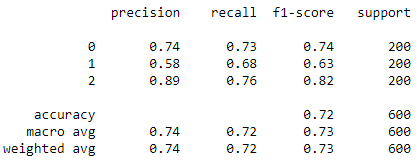 precision recall f1-score support
0 0.74 0.73 0.74 200
1 0.58 0.68 0.63 200
2 0.89 0.76 0.82 200
accuracy 0.72 600
macro avg 0.74 0.72 0.73 600
weighted avg 0.74 0.72 0.73 600